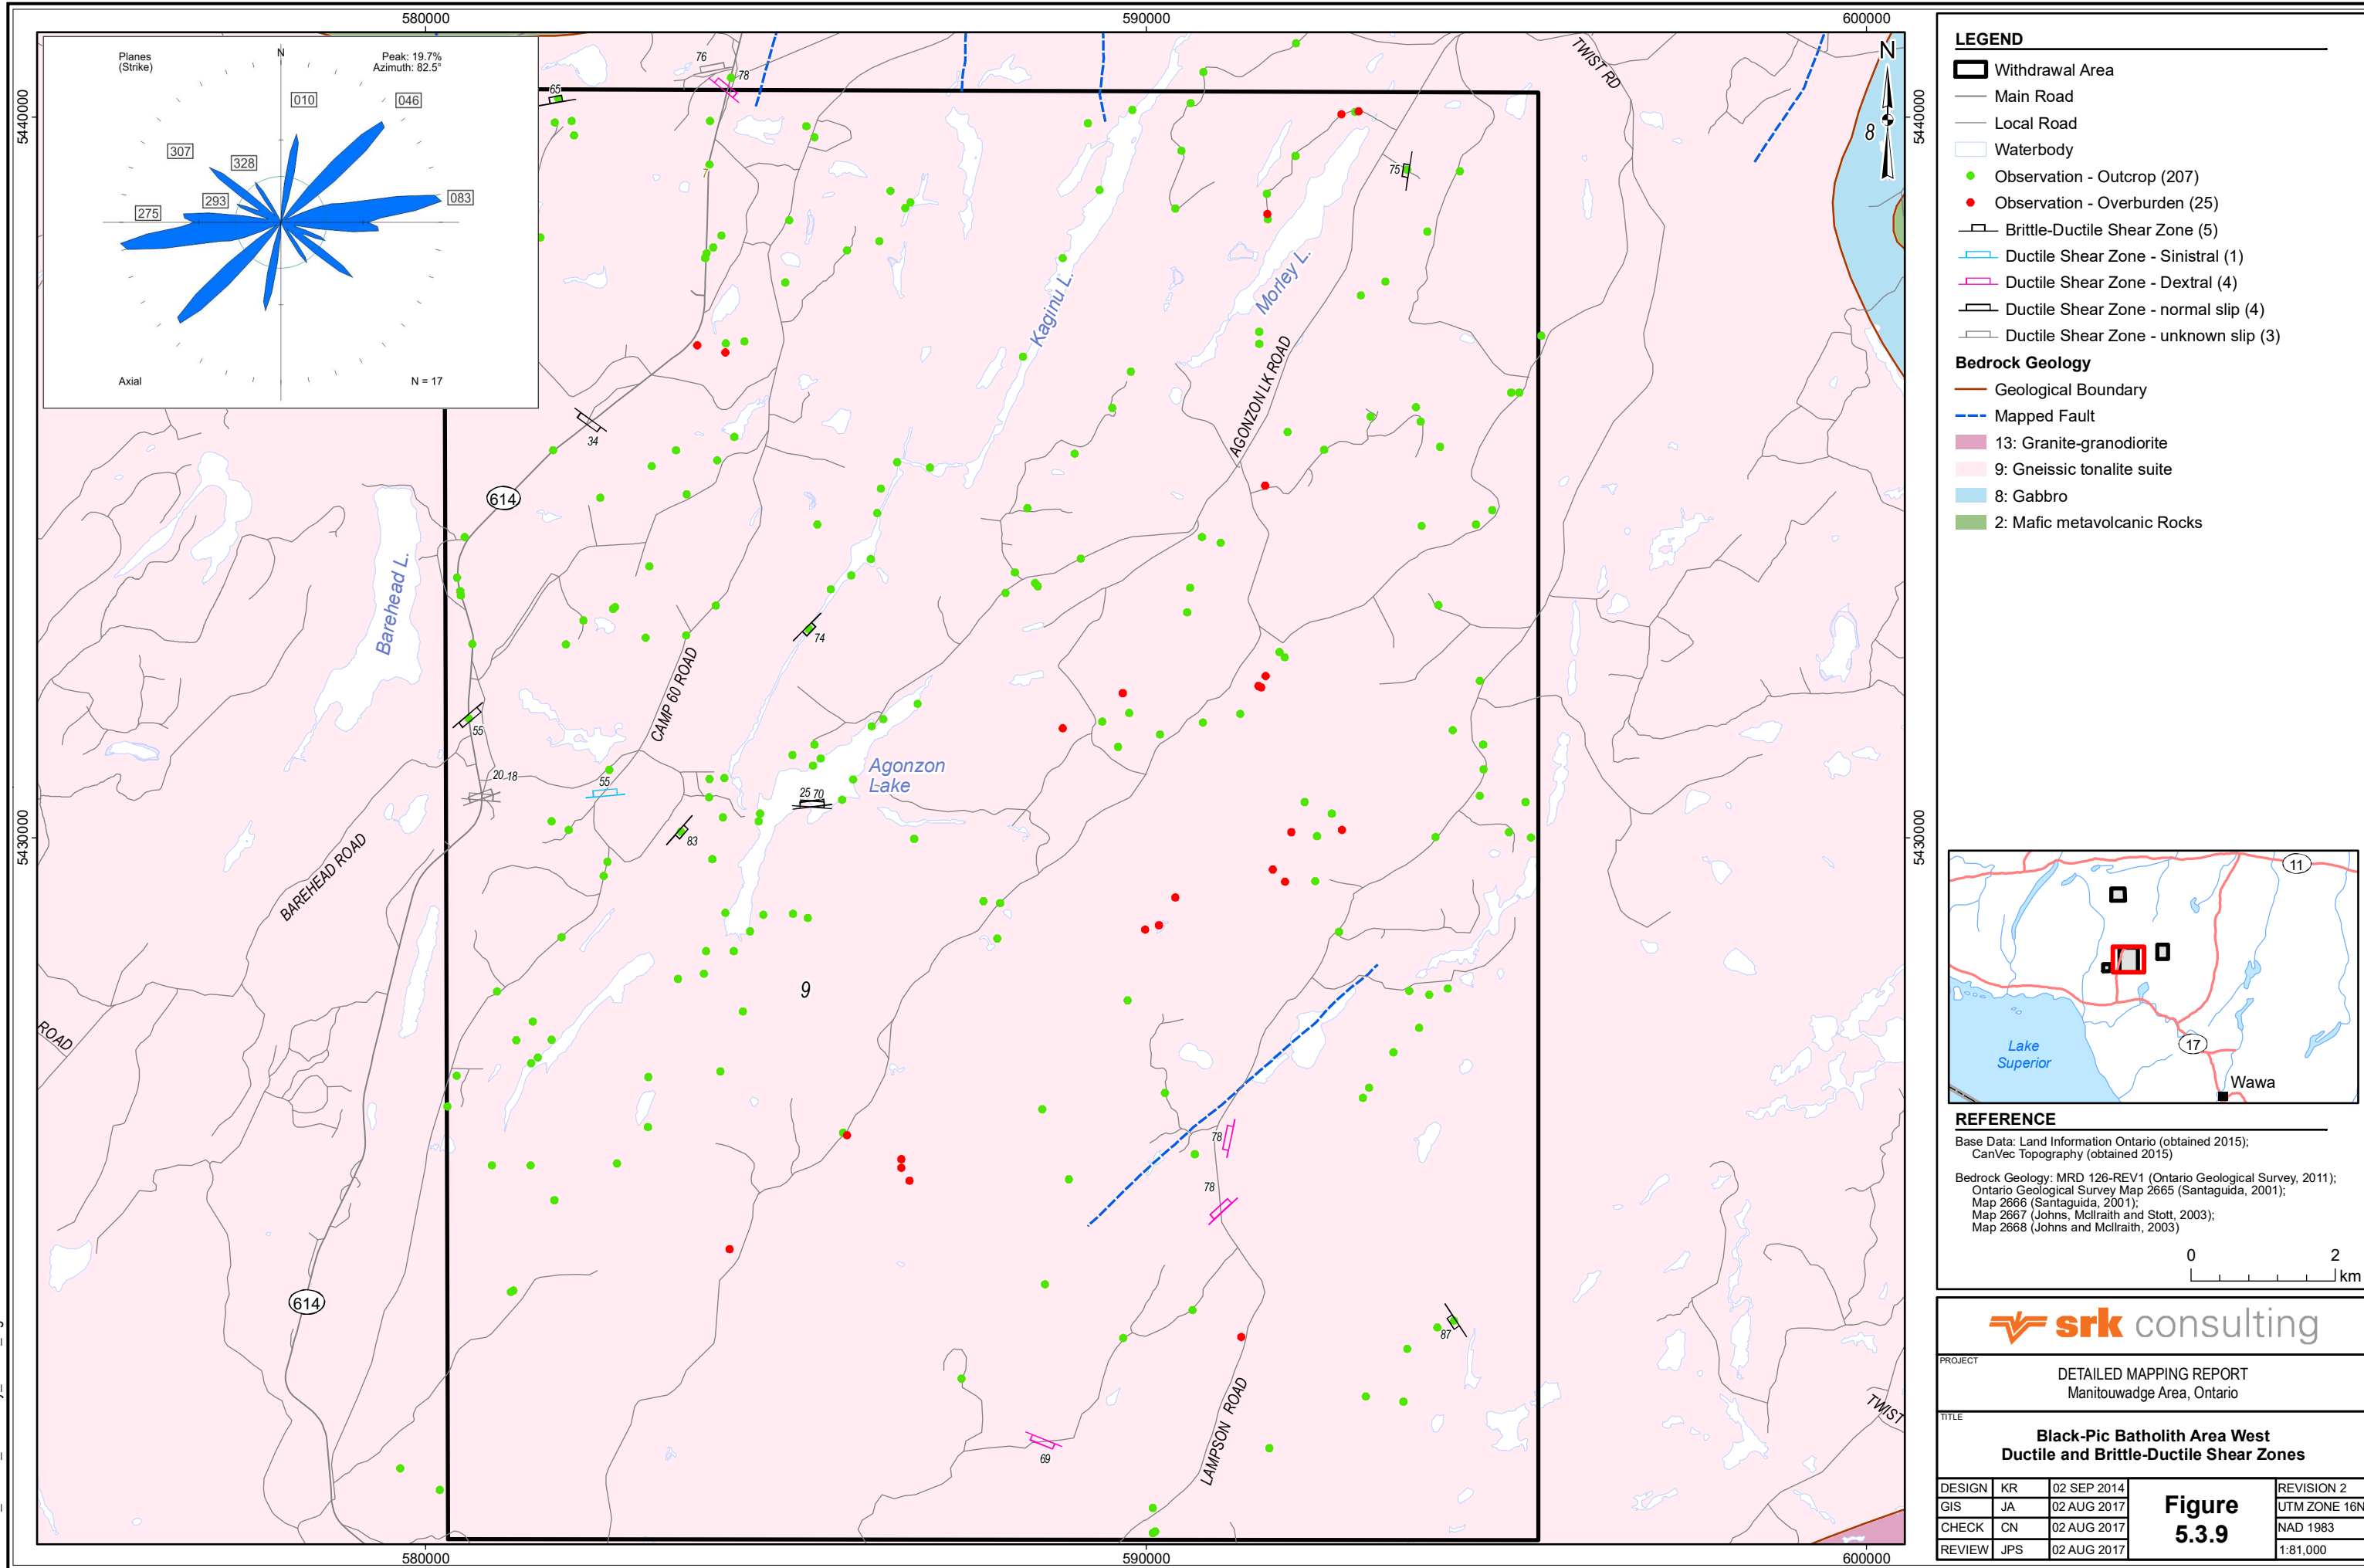 580000
590000
600000
5440000
5430000
5440000
5430000
580000
590000
600000
Planes
(Strike)
N
Peak: 19.7%
Azimuth: 82.5°
010
046
307
328
293
275
083
Axial
N = 17
76
78
65
75
34
74
55
20
18
55
25
70
83
78
78
87
69
TWIST RD
8
N
Kaginu L.
Morley L.
AGONZON LK ROAD
614
Barehead L.
CAMP 60 ROAD
Agonzon
Lake
BAREHEAD ROAD
ROAD
9
614
LAMPSON ROAD
TWIST
LEGEND
Withdrawal Area
Main Road
Local Road
Waterbody
Observation - Outcrop (207)
Observation - Overburden (25)
Brittle-Ductile Shear Zone (5)
Ductile Shear Zone - Sinistral (1)
Ductile Shear Zone - Dextral (4)
Ductile Shear Zone - normal slip (4)
Ductile Shear Zone - unknown slip (3)
Bedrock Geology
Geological Boundary
Mapped Fault
13: Granite-granodiorite
9: Gneissic tonalite suite
8: Gabbro
2: Mafic metavolcanic Rocks
11
17
Lake
Superior
Wawa
REFERENCE
Base Data: Land Information Ontario (obtained 2015);
CanVec Topography (obtained 2015)
Bedrock Geology: MRD 126-REV1 (Ontario Geological Survey, 2011);
Ontario Geological Survey Map 2665 (Santaguida, 2001);
Map 2666 (Santaguida, 2001);
Map 2667 (Johns, McIlraith and Stott, 2003);
Map 2668 (Johns and McIlraith, 2003)
0 2
km
srk consulting
PROJECT
DETAILED MAPPING REPORT
Manitouwadge Area, Ontario
TITLE
Black-Pic Batholith Area West
Ductile and Brittle-Ductile Shear Zones
DESIGN KR 02 SEP 2014
GIS JA 02 AUG 2017
CHECK CN 02 AUG 2017
REVIEW JPS 02 AUG 2017
Figure
5.3.9
REVISION 2
UTM ZONE 16N
NAD 1983
1:81,000